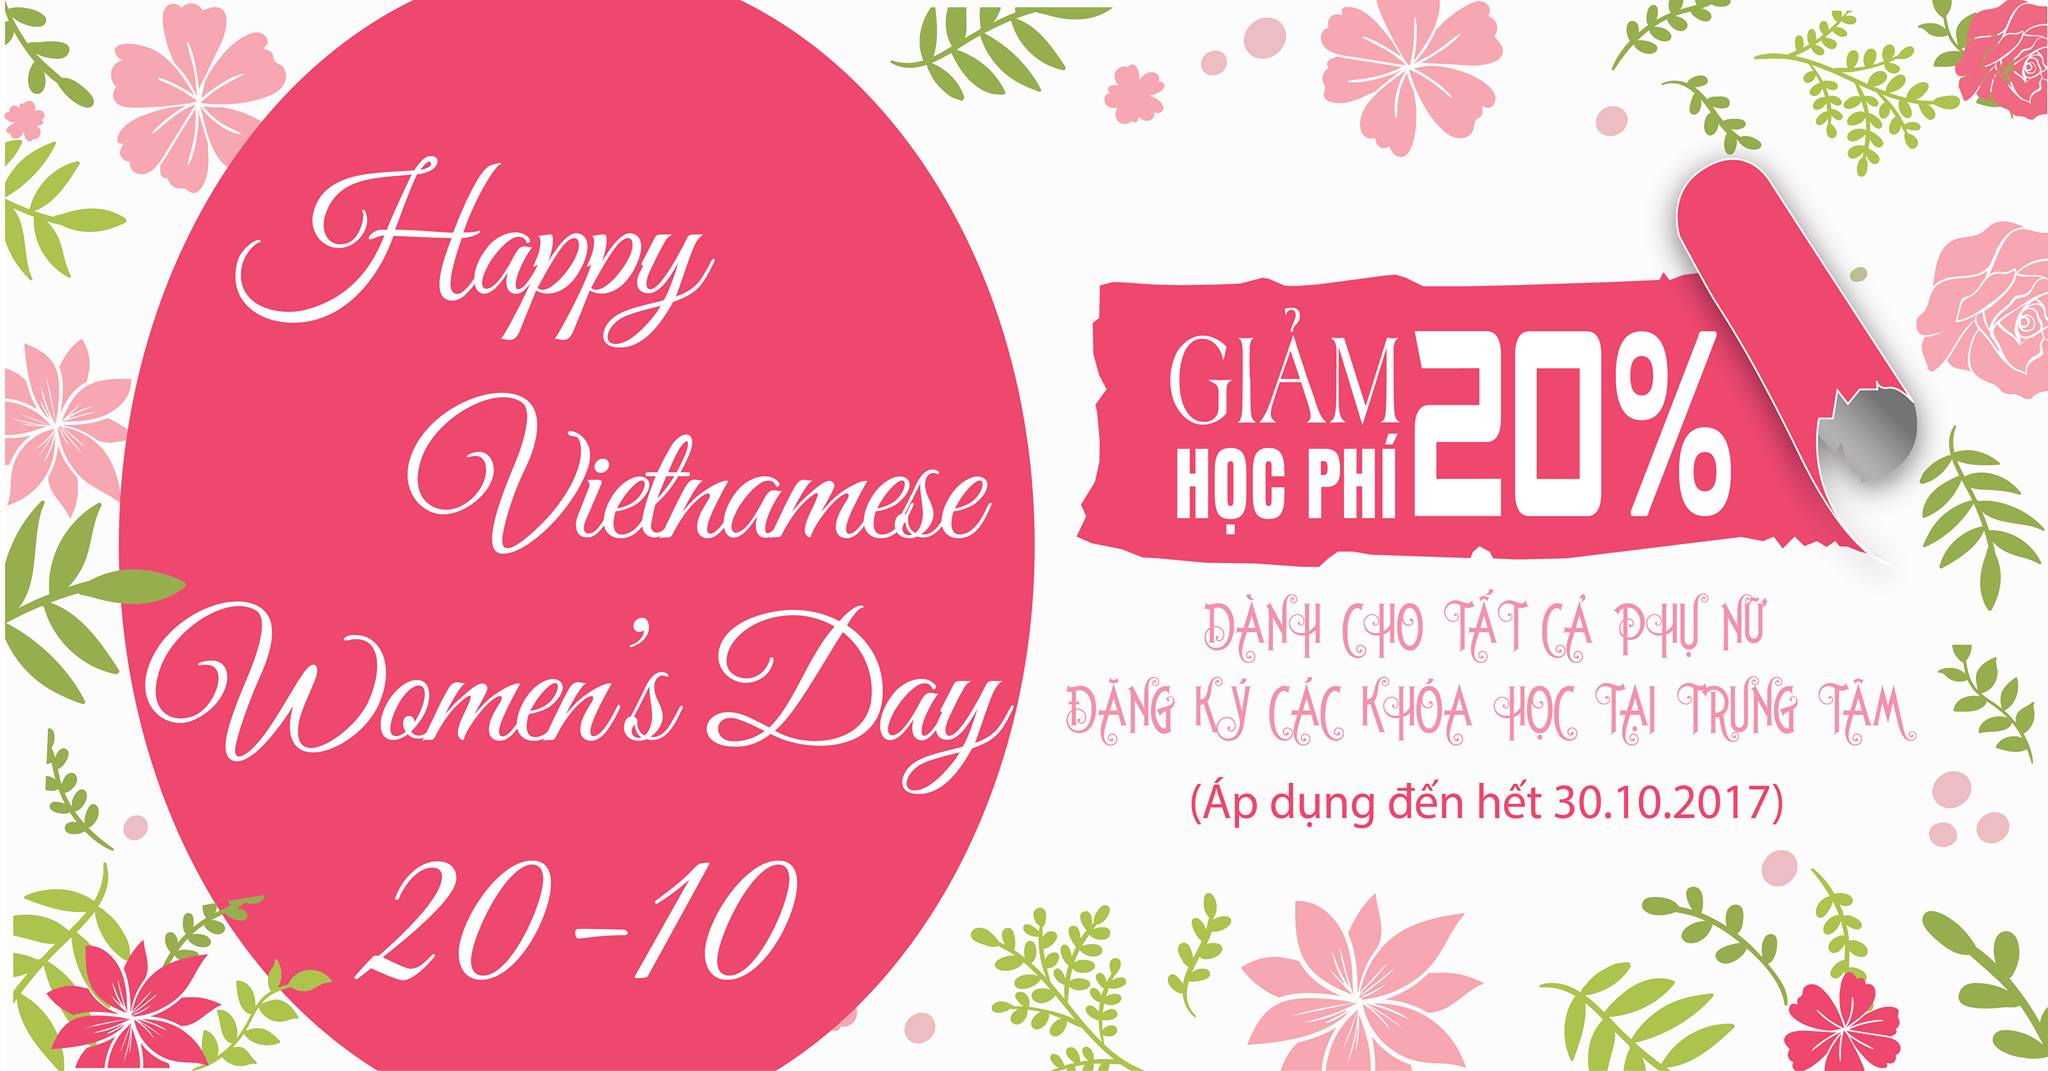 Happy
Vietnamese
Women's Day
20-10
GIẢM
HỌC PHÍ
20%
DÀNH CHO TẤT CẢ PHỤ NỮ
ĐĂNG KÝ CÁC KHÓA HỌC TẠI TRUNG TÂM
(Áp dụng đến hết 30.10.2017)